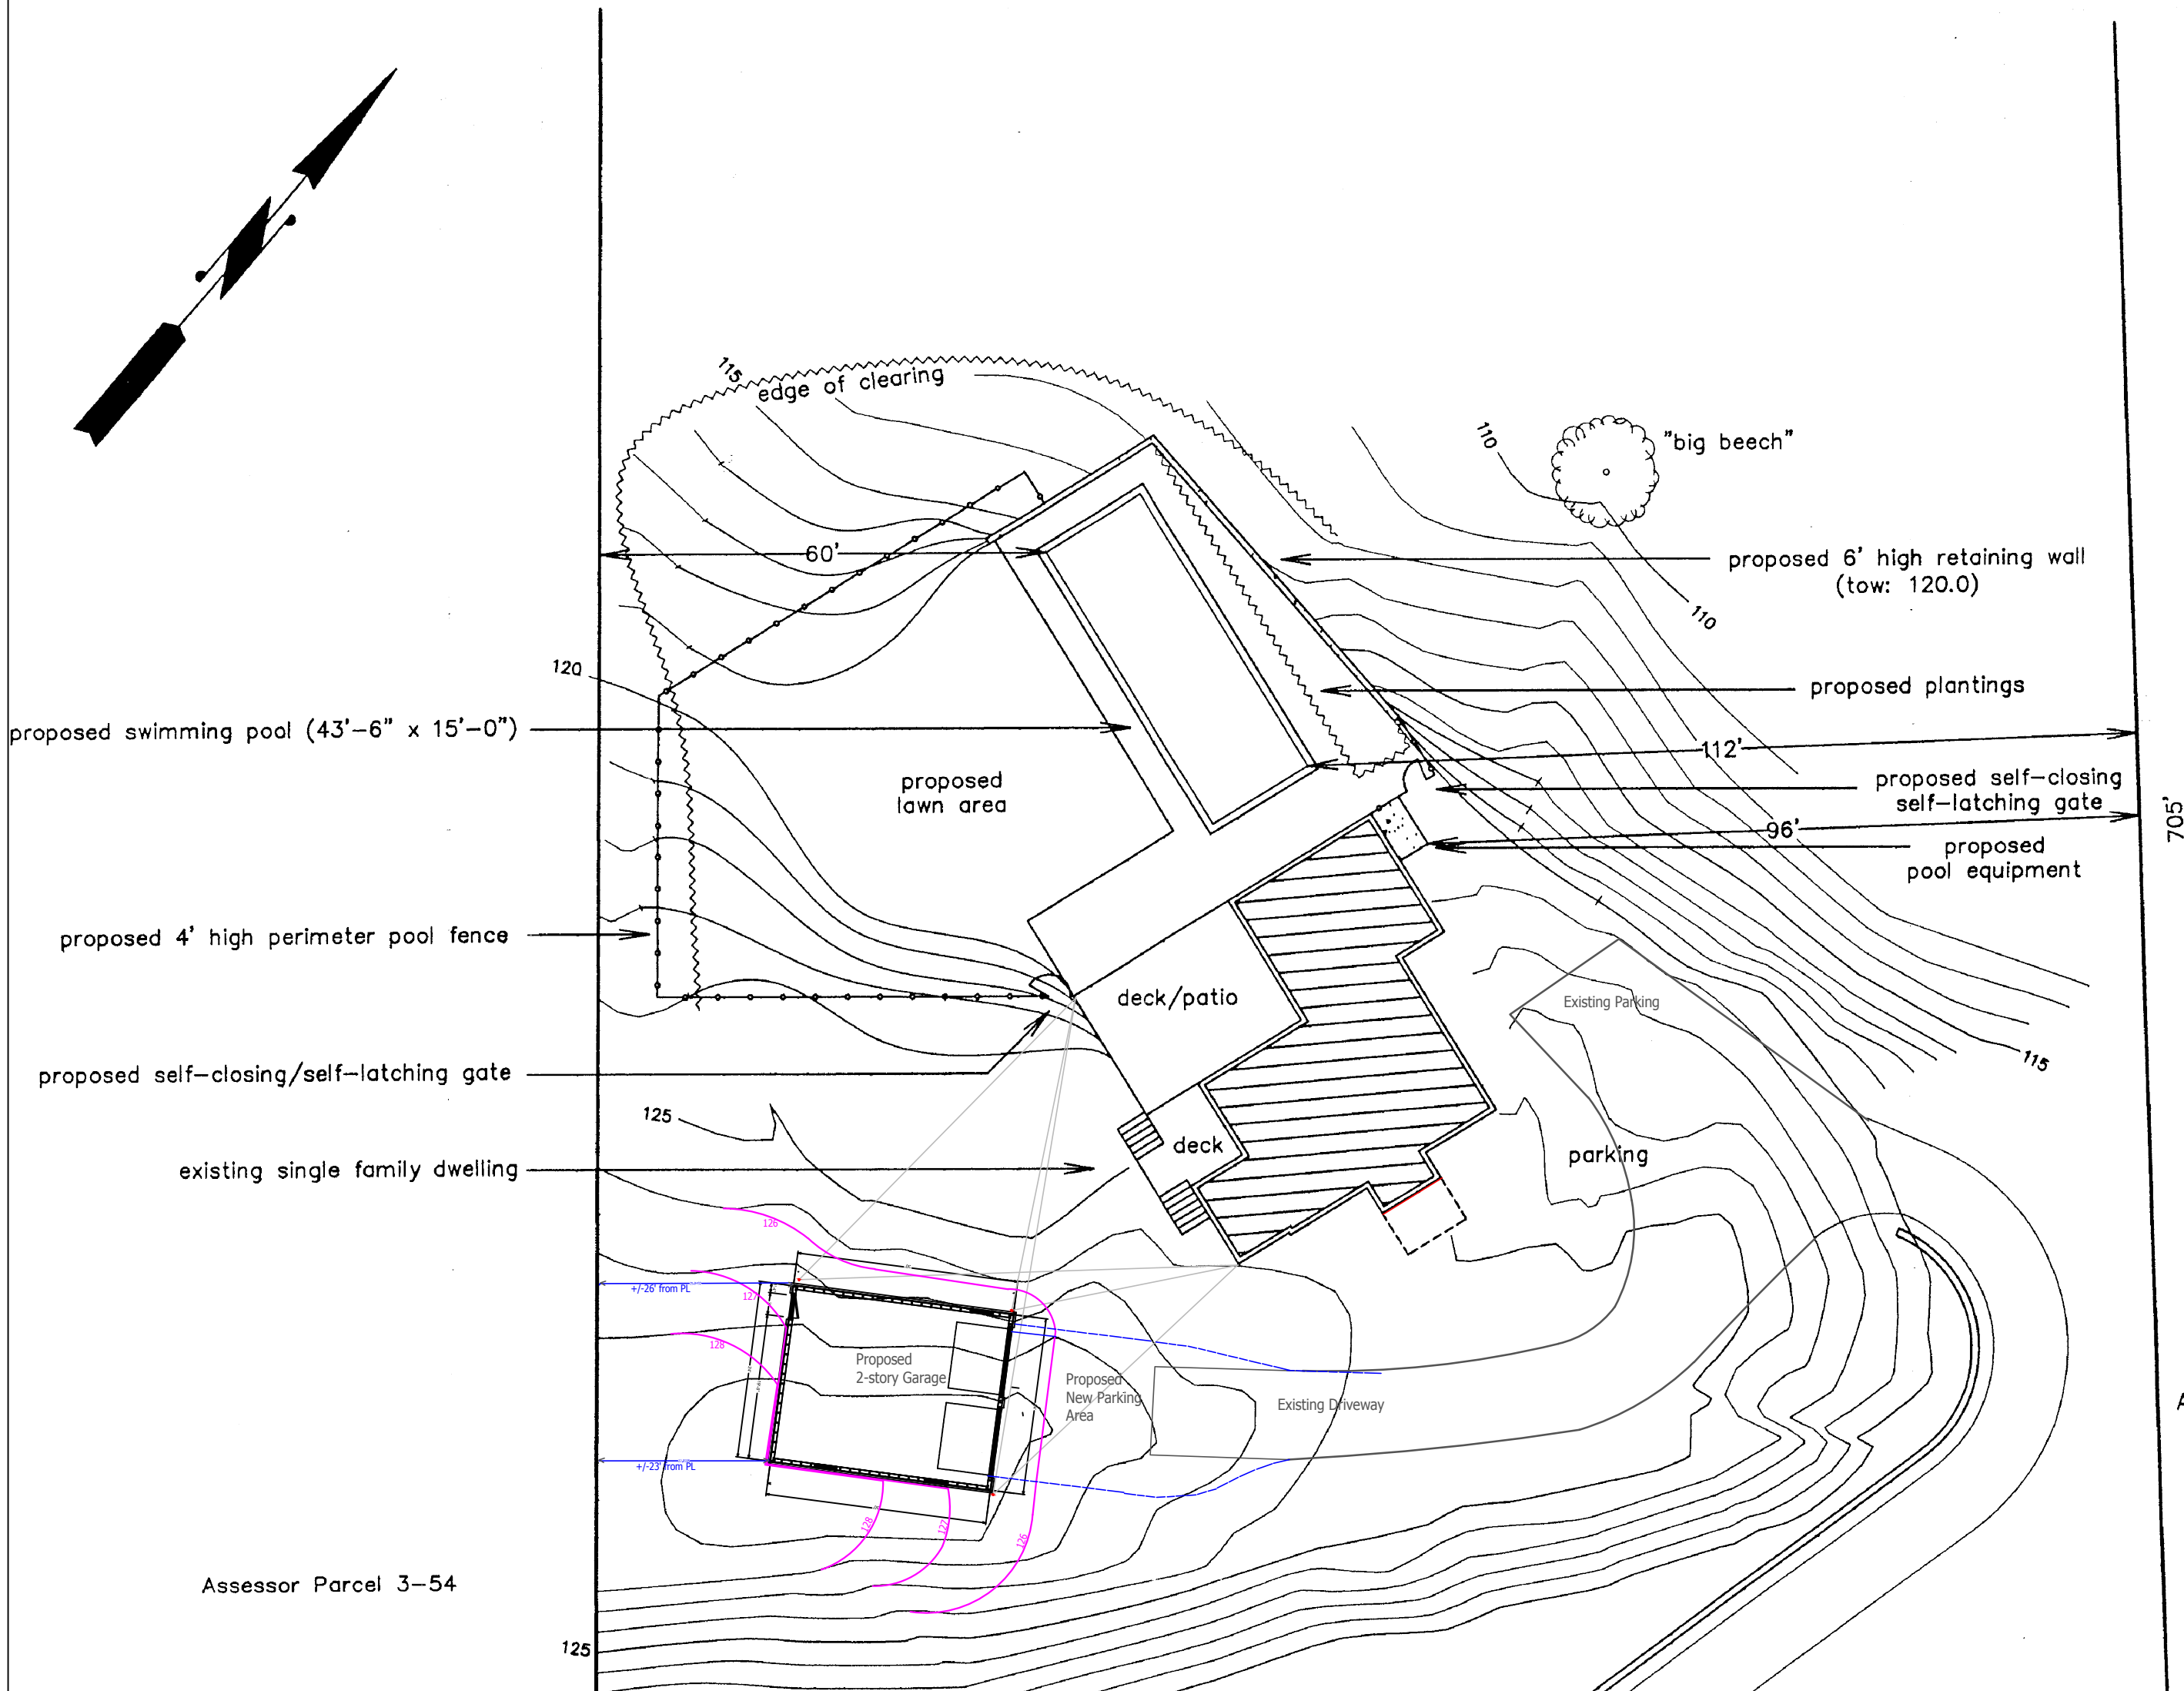 115
edge of clearing
110
"big beech"
60'
proposed 6' high retaining wall
(tow: 120.0)
110
120
proposed plantings
proposed swimming pool (43'-6" x 15'-0")
112'
proposed
lawn area
proposed self-closing
self-latching gate
705'
96'
proposed
pool equipment
proposed 4' high perimeter pool fence
deck/patio
Existing Parking
115
proposed self-closing/self-latching gate
125
deck
parking
existing single family dwelling
126
+/-26' from PL
127
128
Proposed
2-story Garage
Proposed
New Parking
Area
Existing Driveway
+/-23' from PL
128
127
126
Assessor Parcel 3-54
125